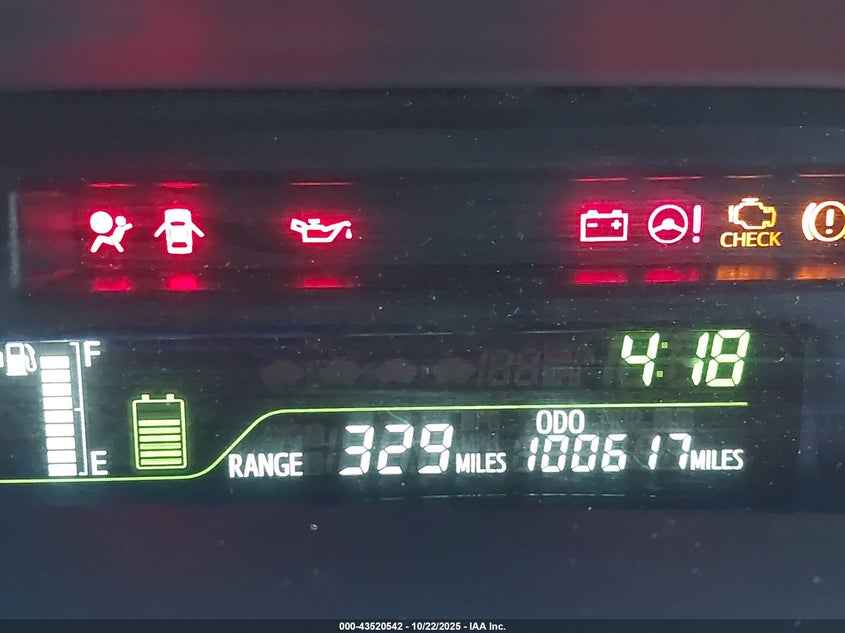 CHECK
F
4:18
E
ODO
RANGE 329 MILES 100617 MILES
000-43520542 - 10/22/2025 - IAA Inc.